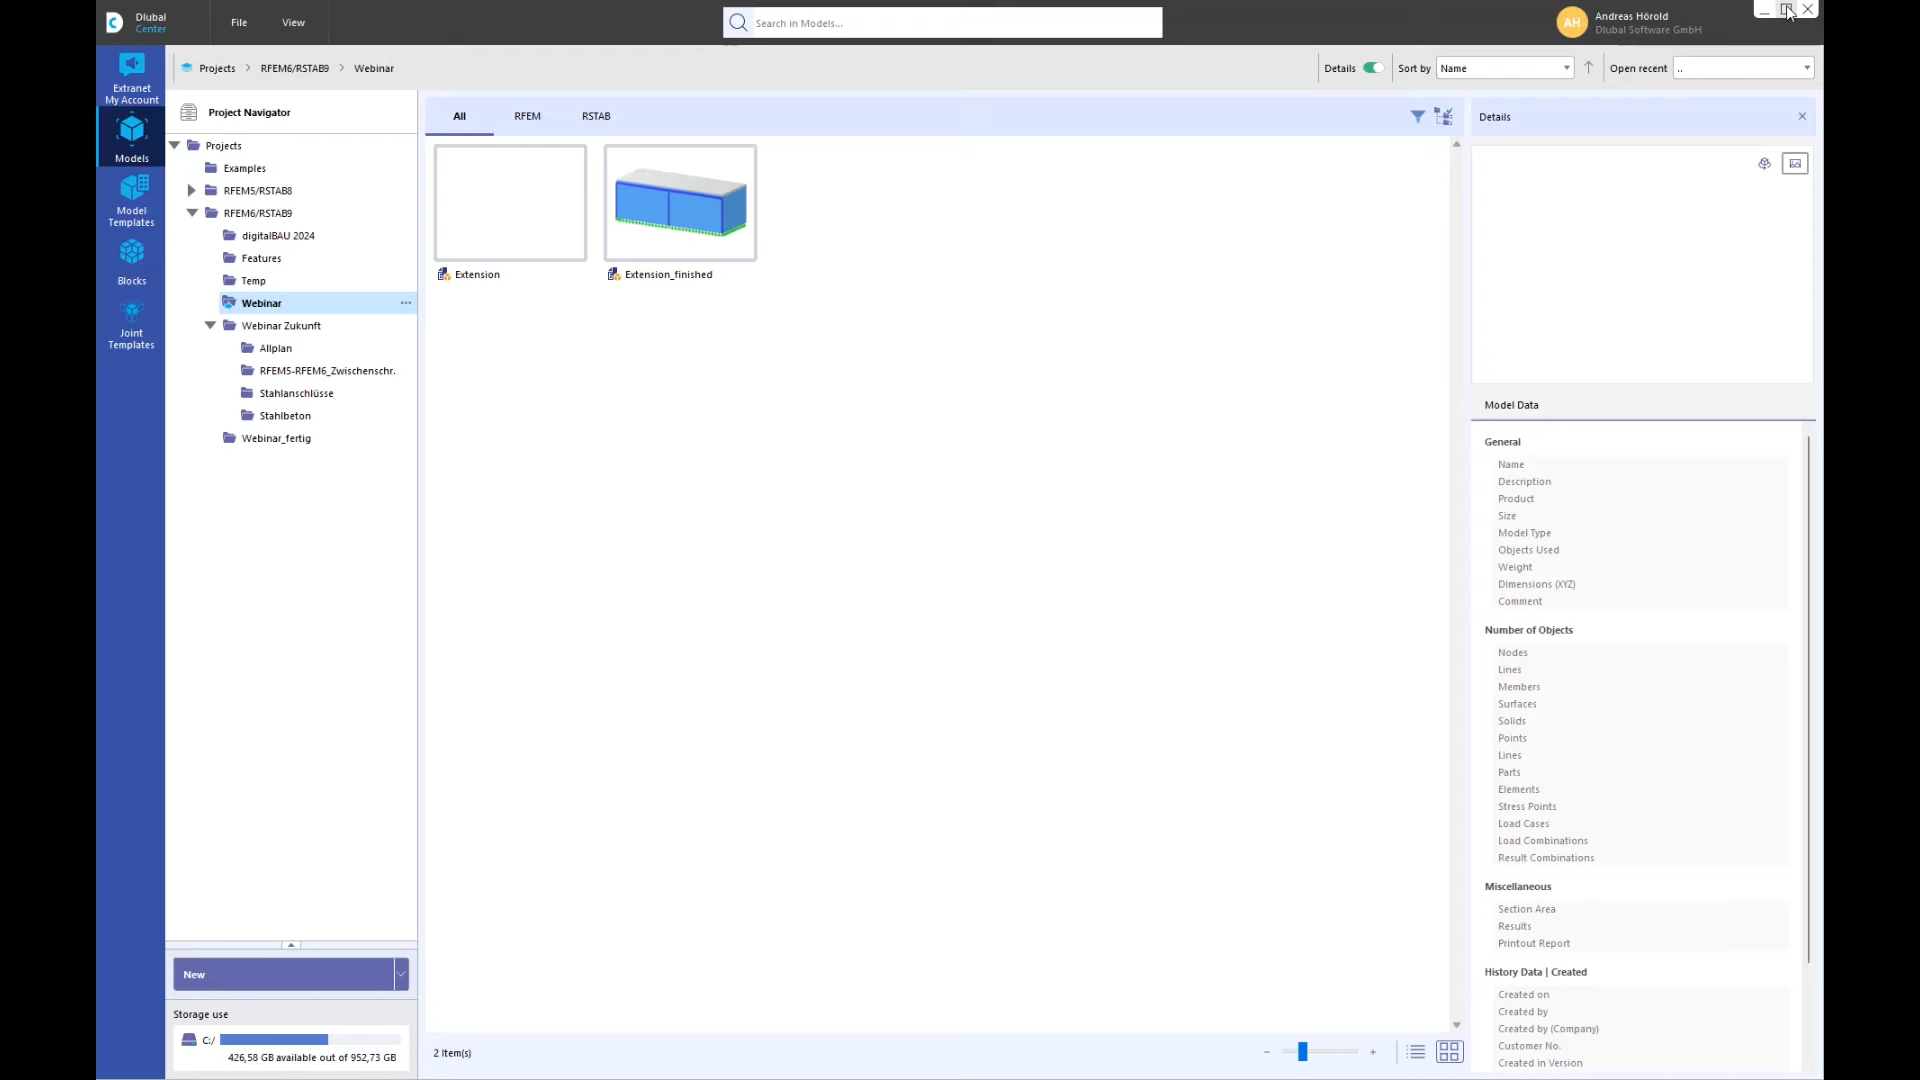 Dlubal
Center
File
View
Search in Models...
AH
Andreas Hörold
Dlubal Software GmbH
Projects
RFEM6/RSTAB9
Webinar
Details
Sort by
Name
Open recent
..
Extranet
My Account
Models
Model
Templates
Blocks
Joint
Templates
Project Navigator
Projects
Examples
RFEM5/RSTAB8
RFEM6/RSTAB9
digitalBAU 2024
Features
Temp
Webinar
...
Webinar Zukunft
Allplan
RFEM5-RFEM6_Zwischenschr.
Stahlanschlüsse
Stahlbeton
Webinar_fertig
New
Storage use
C:/
426,58 GB available out of 952,73 GB
All
RFEM
RSTAB
Extension
Extension_finished
2 Item(s)
Details
Model Data
General
Name
Description
Product
Size
Model Type
Objects Used
Weight
Dimensions (XYZ)
Comment
Number of Objects
Nodes
Lines
Members
Surfaces
Solids
Points
Lines
Parts
Elements
Stress Points
Load Cases
Load Combinations
Result Combinations
Miscellaneous
Section Area
Results
Printout Report
History Data | Created
Created on
Created by
Created by (Company)
Customer No.
Created in Version